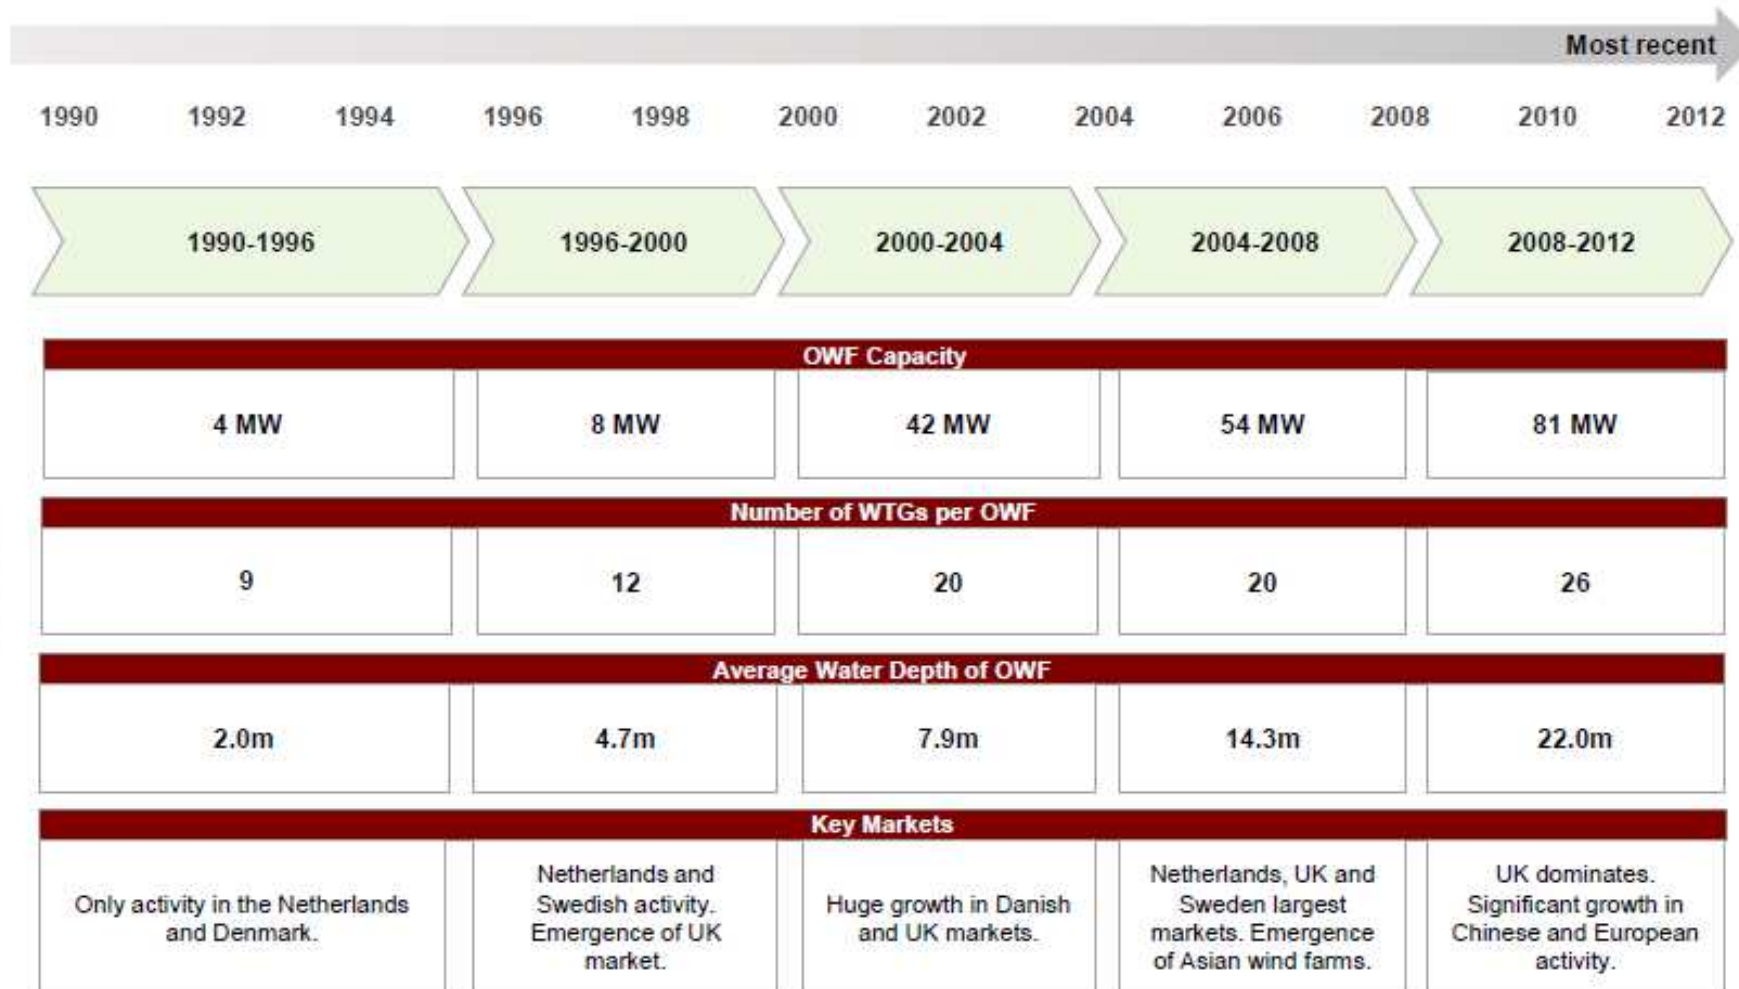 Most recent
1990 1992 1994 1996 1998 2000 2002 2004 2006 2008 2010 2012
1990-1996 1996-2000 2000-2004 2004-2008 2008-2012
OWF Capacity
4 MW 8 MW 42 MW 54 MW 81 MW
Number of WTGs per OWF
9 12 20 20 26
Average Water Depth of OWF
2.0m 4.7m 7.9m 14.3m 22.0m
Key Markets
Only activity in the Netherlands
and Denmark.
Netherlands and
Swedish activity.
Emergence of UK
market.
Huge growth in Danish
and UK markets.
Netherlands, UK and
Sweden largest
markets. Emergence
of Asian wind farms.
UK dominates.
Significant growth in
Chinese and European
activity.